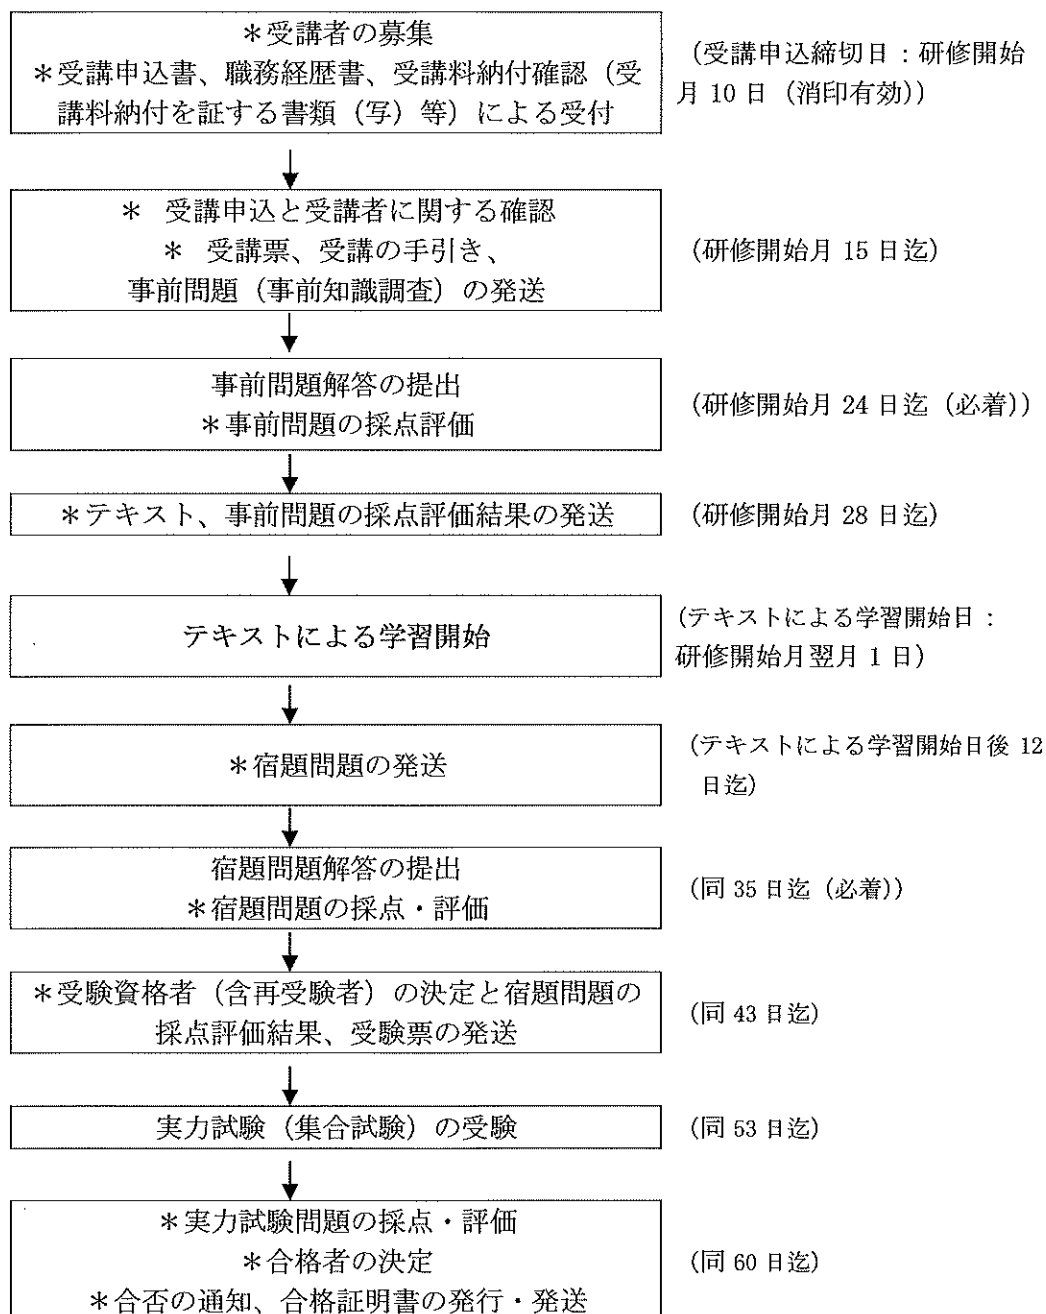 ＊受講者の募集
＊受講申込書、職務経歴書、受講料納付確認（受
講料納付を証する書類（写）等）による受付
（受講申込締切日：研修開始
月 10 日（消印有効））
＊ 受講申込と受講者に関する確認
＊ 受講票、受講の手引き、
事前問題（事前知識調査）の発送
（研修開始月 15 日迄）
事前問題解答の提出
＊事前問題の採点評価
（研修開始月 24 日迄（必着））
＊テキスト、事前問題の採点評価結果の発送
（研修開始月 28 日迄）
テキストによる学習開始
（テキストによる学習開始日：
研修開始月翌月 1 日）
＊宿題問題の発送
（テキストによる学習開始日後 12
日迄）
宿題問題解答の提出
＊宿題問題の採点・評価
（同 35 日迄（必着））
＊受験資格者（含再受験者）の決定と宿題問題の
採点評価結果、受験票の発送
（同 43 日迄）
実力試験（集合試験）の受験
（同 53 日迄）
＊実力試験問題の採点・評価
＊合格者の決定
＊合否の通知、合格証明書の発行・発送
（同 60 日迄）